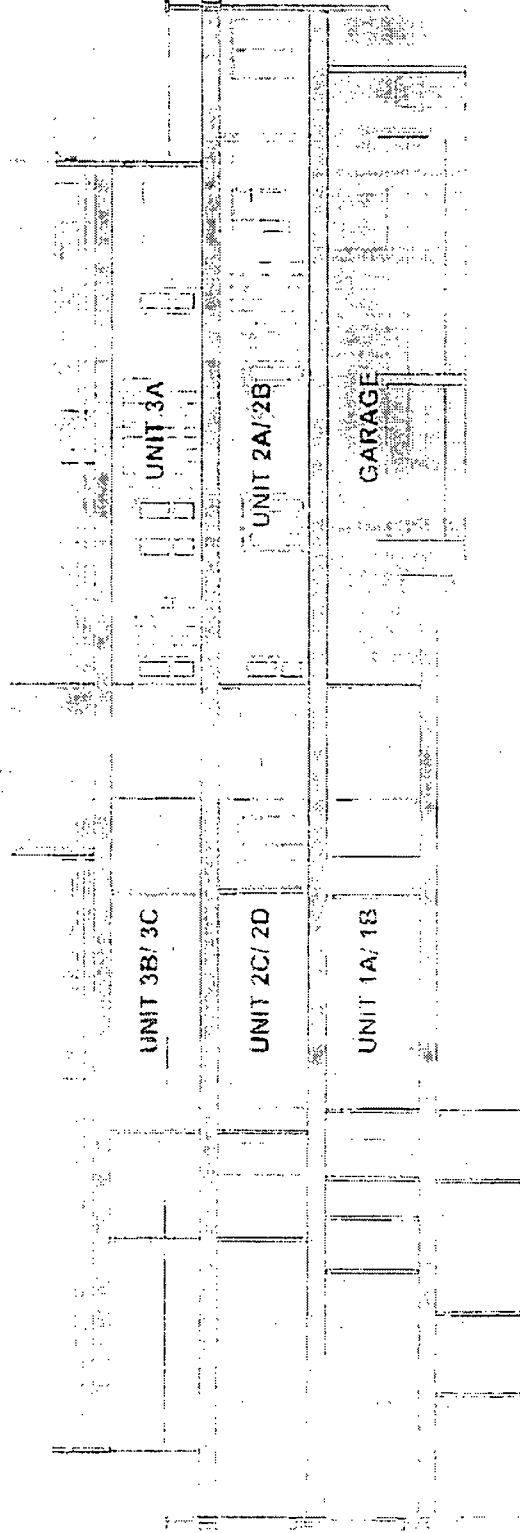 UNIT 3B/ 3C
UNIT 3A
UNIT 2C/ 2D
UNIT 2A/ 2B
UNIT 1A/ 1B
GARAGE